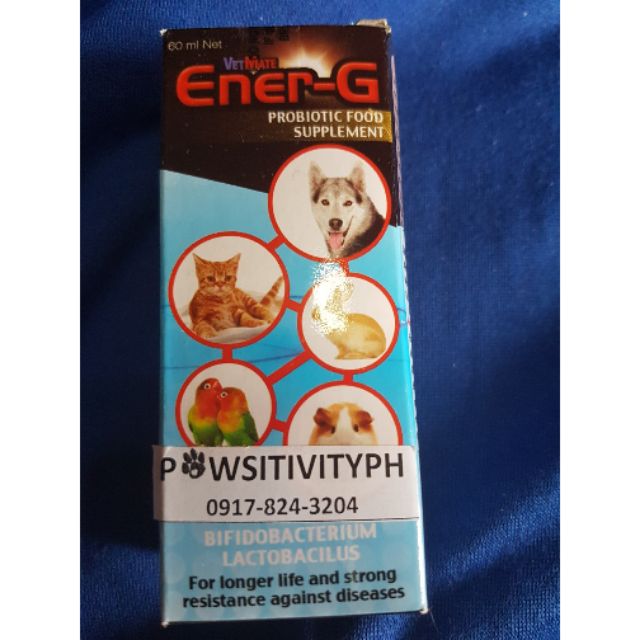 60 ml Net
VETMATE
Ener-G
PROBIOTIC FOOD
SUPPLEMENT
PAWSITIVITYPH
0917-824-3204
BIFIDOBACTERIUM
LACTOBACILUS
For longer life and strong
resistance against diseases